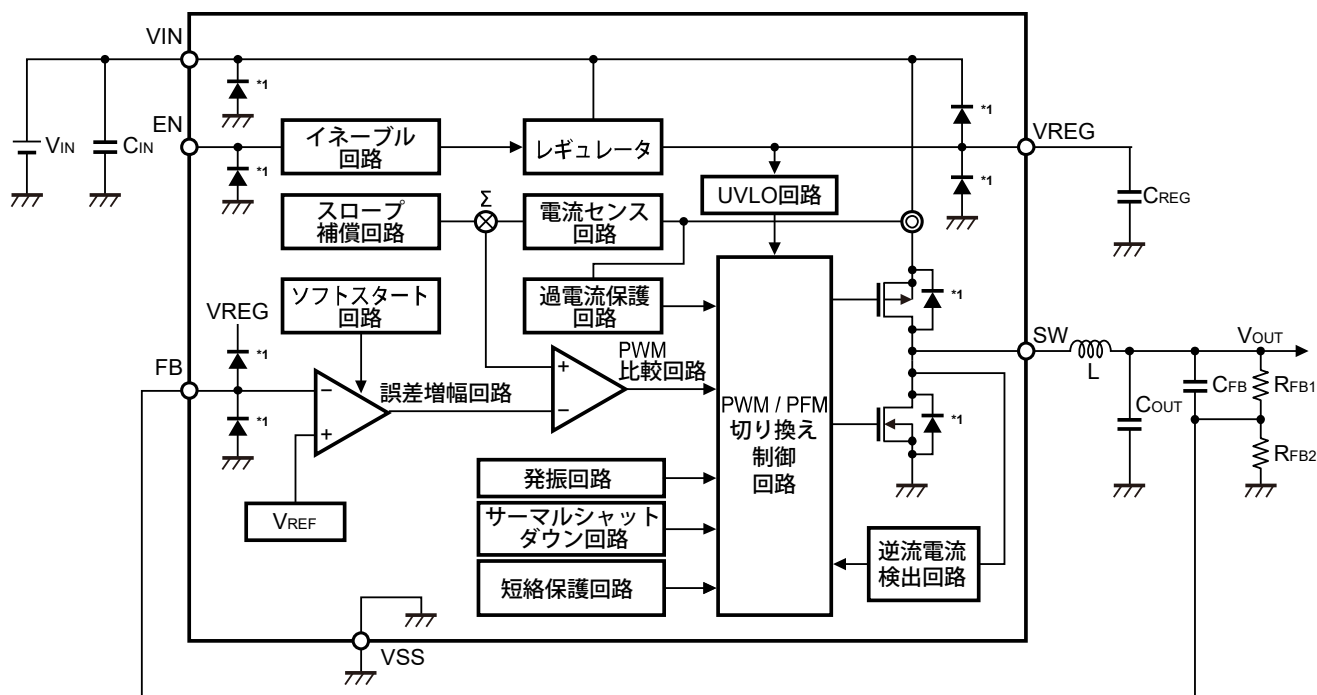 VIN
*1
*1
EN
VIN
CIN
イネーブル
回路
レギュレータ
VREG
*1
*1
CREG
*1
UVLO回路
スロープ
補償回路
Σ
電流センス
回路
ソフトスタート
回路
過電流保護
回路
VREG
*1
FB
*1
−
+
誤差増幅回路
VREF
+
−
PWM
比較回路
PWM / PFM
切り換え
制御
回路
*1
SW
L
VOUT
COUT
CFB
RFB1
RFB2
発振回路
サーマルシャット
ダウン回路
短絡保護回路
逆流電流
検出回路
VSS